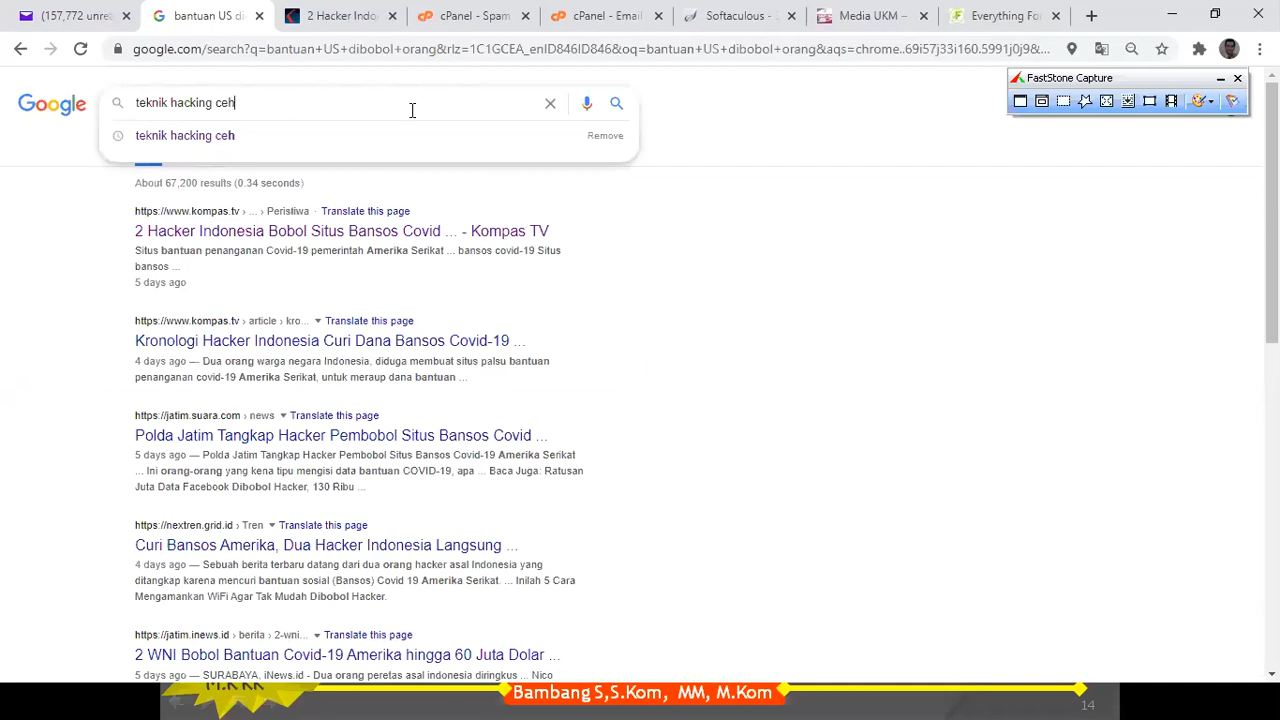 (157,772 unre
bantuan US di
2 Hacker Indo
cPanel - Spam
cPanel - Email
Softaculous -
Media UKM –
Everything For
google.com/search?q=bantuan+US+dibobol+orang&rlz=1C1GCEA_enID846ID846&oq=bantuan+US+dibobol+orang&aqs=chrome..69i57j33i160.5991j0j9&...
FastStone Capture
Google
teknik hacking ceh
teknik hacking ceh
Remove
About 67,200 results (0.34 seconds)
https://www.kompas.tv › ... › Peristiwa · Translate this page
2 Hacker Indonesia Bobol Situs Bansos Covid ... - Kompas TV
Situs bantuan penanganan Covid-19 pemerintah Amerika Serikat ... bansos covid-19 Situs
bansos ...
5 days ago
https://www.kompas.tv › article › kro... Translate this page
Kronologi Hacker Indonesia Curi Dana Bansos Covid-19 ...
4 days ago — Dua orang warga negara Indonesia, diduga membuat situs palsu bantuan
penanganan covid-19 Amerika Serikat, untuk meraup dana bantuan ...
https://jatim.suara.com › news Translate this page
Polda Jatim Tangkap Hacker Pembobol Situs Bansos Covid ...
5 days ago — Polda Jatim Tangkap Hacker Pembobol Situs Bansos Covid-19 Amerika Serikat
... Ini orang-orang yang kena tipu mengisi data bantuan COVID-19, apa ... Baca Juga: Ratusan
Juta Data Facebook Dibobol Hacker, 130 Ribu ...
https://nextren.grid.id › Tren Translate this page
Curi Bansos Amerika, Dua Hacker Indonesia Langsung ...
4 days ago — Sebuah berita terbaru datang dari dua orang hacker asal Indonesia yang
ditangkap karena mencuri bantuan sosial (Bansos) Covid 19 Amerika Serikat. ... Inilah 5 Cara
Mengamankan WiFi Agar Tak Mudah Dibobol Hacker.
https://jatim.inews.id › berita › 2-wni... Translate this page
2 WNI Bobol Bantuan Covid-19 Amerika hingga 60 Juta Dolar ...
5 days ago — SURABAYA, iNews.id - Dua peretas asal indonesia diringkus ... Nico
Bambang S,S.Kom, MM, M.Kom
14